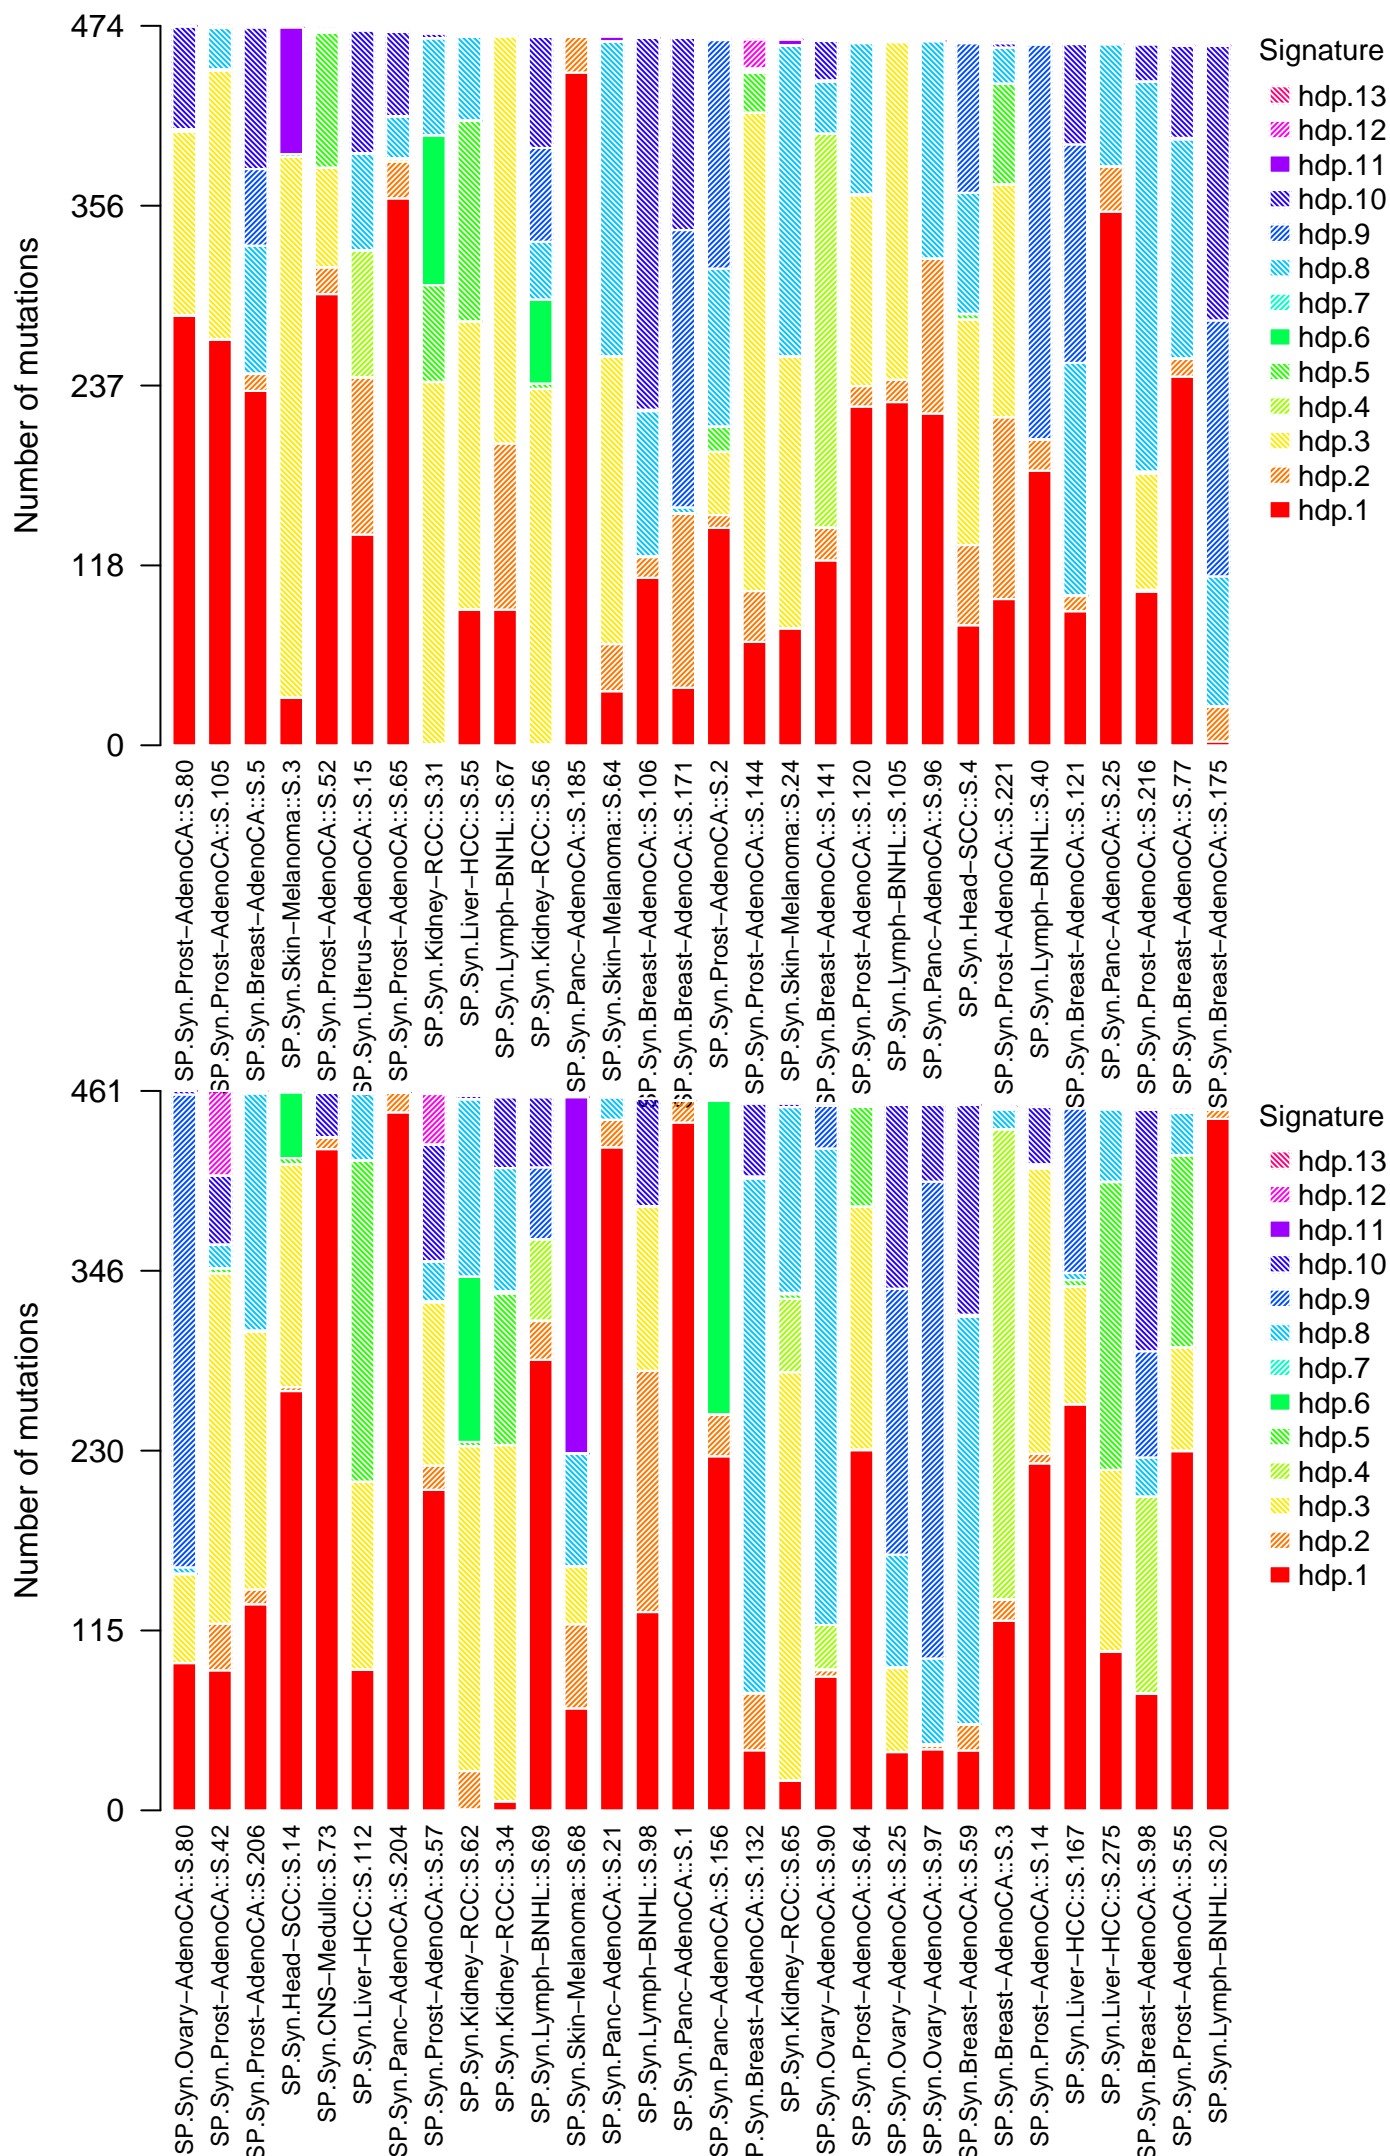 Number of mutations
474
356
237
118
0
SP.Syn.Prost−AdenoCA::S.80
SP.Syn.Prost−AdenoCA::S.105
SP.Syn.Breast−AdenoCA::S.5
SP.Syn.Skin−Melanoma::S.3
SP.Syn.Prost−AdenoCA::S.52
SP.Syn.Uterus−AdenoCA::S.15
SP.Syn.Prost−AdenoCA::S.65
SP.Syn.Kidney−RCC::S.31
SP.Syn.Liver−HCC::S.55
SP.Syn.Lymph−BNHL::S.67
SP.Syn.Kidney−RCC::S.56
SP.Syn.Panc−AdenoCA::S.185
SP.Syn.Skin−Melanoma::S.64
SP.Syn.Breast−AdenoCA::S.106
SP.Syn.Breast−AdenoCA::S.171
SP.Syn.Prost−AdenoCA::S.2
SP.Syn.Prost−AdenoCA::S.144
SP.Syn.Skin−Melanoma::S.24
SP.Syn.Breast−AdenoCA::S.141
SP.Syn.Prost−AdenoCA::S.120
SP.Syn.Lymph−BNHL::S.105
SP.Syn.Panc−AdenoCA::S.96
SP.Syn.Head−SCC::S.4
SP.Syn.Prost−AdenoCA::S.221
SP.Syn.Lymph−BNHL::S.40
SP.Syn.Breast−AdenoCA::S.121
SP.Syn.Panc−AdenoCA::S.25
SP.Syn.Prost−AdenoCA::S.216
SP.Syn.Breast−AdenoCA::S.77
SP.Syn.Breast−AdenoCA::S.175
Signature
hdp.13
hdp.12
hdp.11
hdp.10
hdp.9
hdp.8
hdp.7
hdp.6
hdp.5
hdp.4
hdp.3
hdp.2
hdp.1
Number of mutations
461
346
230
115
0
SP.Syn.Ovary−AdenoCA::S.80
SP.Syn.Prost−AdenoCA::S.42
SP.Syn.Prost−AdenoCA::S.206
SP.Syn.Head−SCC::S.14
SP.Syn.CNS−Medullo::S.73
SP.Syn.Liver−HCC::S.112
SP.Syn.Panc−AdenoCA::S.204
SP.Syn.Prost−AdenoCA::S.57
SP.Syn.Kidney−RCC::S.62
SP.Syn.Kidney−RCC::S.34
SP.Syn.Lymph−BNHL::S.69
SP.Syn.Skin−Melanoma::S.68
SP.Syn.Panc−AdenoCA::S.21
SP.Syn.Lymph−BNHL::S.98
SP.Syn.Panc−AdenoCA::S.1
SP.Syn.Panc−AdenoCA::S.156
P.Syn.Breast−AdenoCA::S.132
SP.Syn.Kidney−RCC::S.65
SP.Syn.Ovary−AdenoCA::S.90
SP.Syn.Prost−AdenoCA::S.64
SP.Syn.Ovary−AdenoCA::S.25
SP.Syn.Ovary−AdenoCA::S.97
SP.Syn.Breast−AdenoCA::S.59
SP.Syn.Breast−AdenoCA::S.3
SP.Syn.Prost−AdenoCA::S.14
SP.Syn.Liver−HCC::S.167
SP.Syn.Liver−HCC::S.275
SP.Syn.Breast−AdenoCA::S.98
SP.Syn.Prost−AdenoCA::S.55
SP.Syn.Lymph−BNHL::S.20
Signature
hdp.13
hdp.12
hdp.11
hdp.10
hdp.9
hdp.8
hdp.7
hdp.6
hdp.5
hdp.4
hdp.3
hdp.2
hdp.1